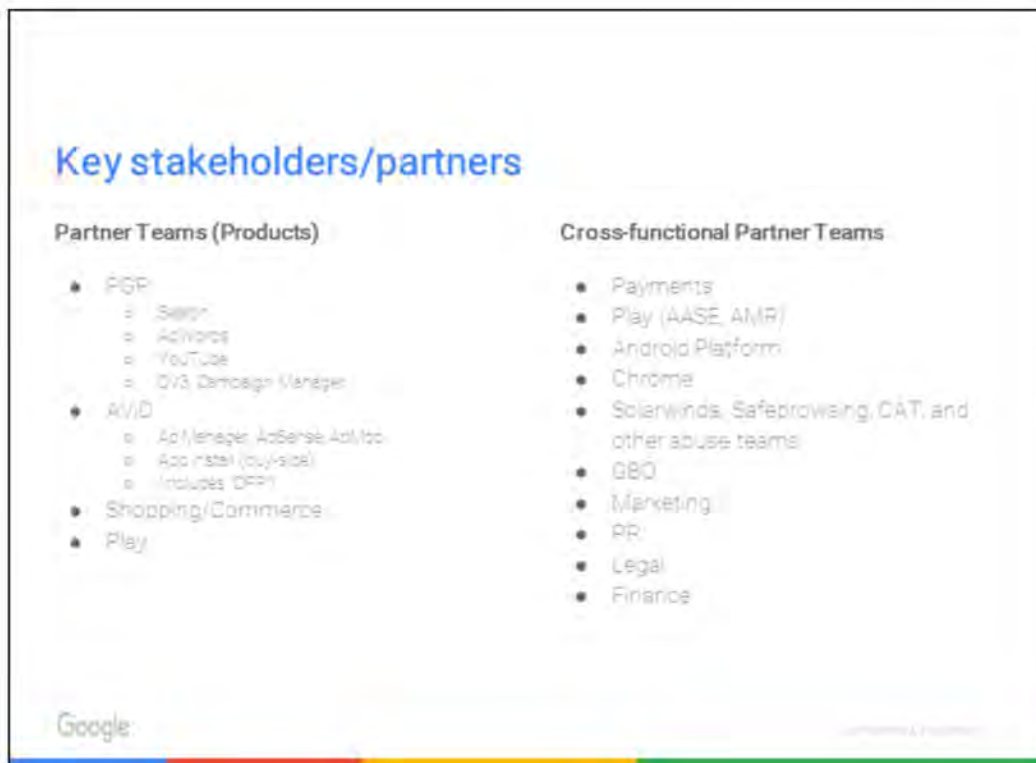 Key stakeholders/partners
Partner Teams (Products)
● PGP
○ Search
○ AdWords
○ YouTube
○ DV3, Campaign Manager
● AViD
○ Ad Manager, AdSense, AdMob
○ App install (buy-side)
○ Includes
● Shopping/Commerce
● Play
Cross-functional Partner Teams
● Payments
● Play (AASE, AMR)
● Android Platform
● Chrome
● Solarwinds, Safebrowsing, CAT, and
other abuse teams
● GBO
● Marketing
● PR
● Legal
● Finance
Google